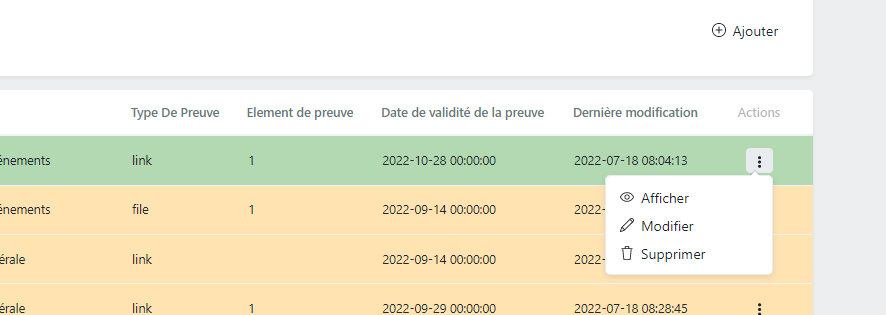 Ajouter
Type De Preuve Element de preuve Date de validité de la preuve Dernière modification Actions
énements link 1 2022-10-28 00:00:00 2022-07-18 08:04:13
énements file 1 2022-09-14 00:00:00 2022-
Afficher
Modifier
érale link 2022-09-14 00:00:00 2022-
Supprimer
érale link 1 2022-09-29 00:00:00 2022-07-18 08:28:45